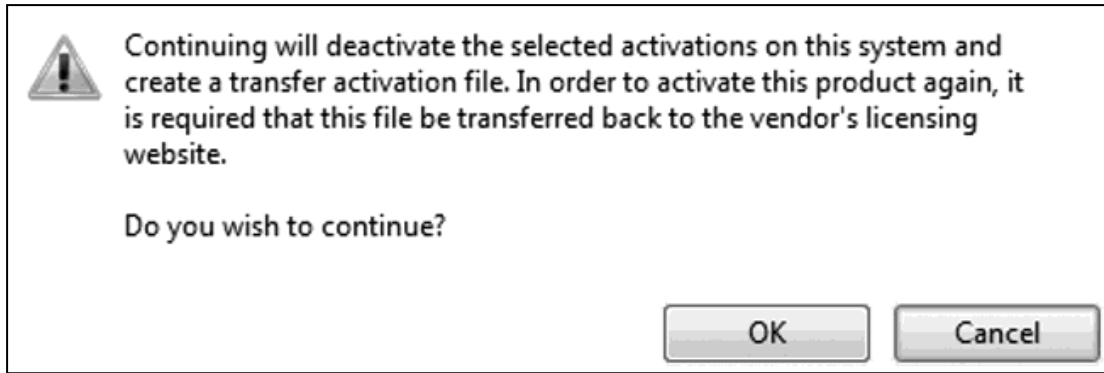 Continuing will deactivate the selected activations on this system and
create a transfer activation file. In order to activate this product again, it
is required that this file be transferred back to the vendor's licensing
website.
Do you wish to continue?
OK
Cancel